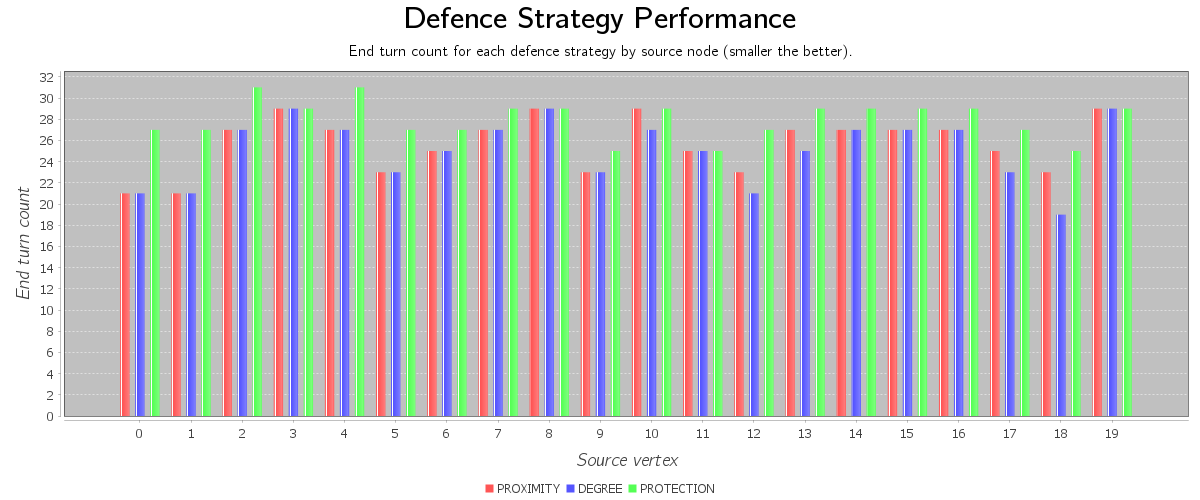 Defence Strategy Performance
End turn count for each defence strategy by source node (smaller the better).
32
30
28
26
24
22
20
18
16
14
12
10
8
6
4
2
0
End turn count
0 1 2 3 4 5 6 7 8 9 10 11 12 13 14 15 16 17 18 19
Source vertex
PROXIMITY DEGREE PROTECTION